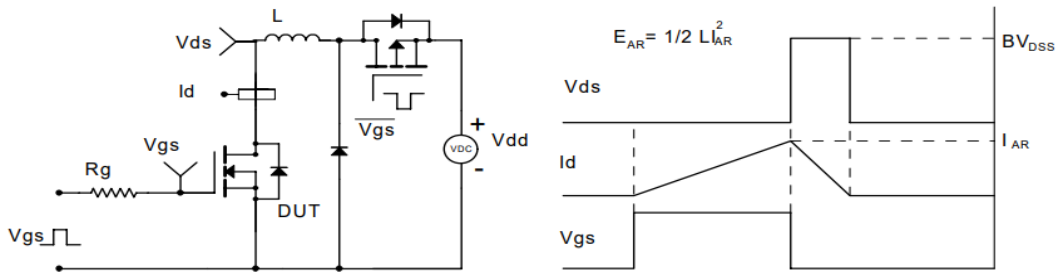 L
Vds
Id
Vgs
Rg
Vgs
DUT
Vgs
+
VDC
-
Vdd
E_AR= 1/2 LI_AR^2
BV_DSS
Vds
I_AR
Id
Vgs